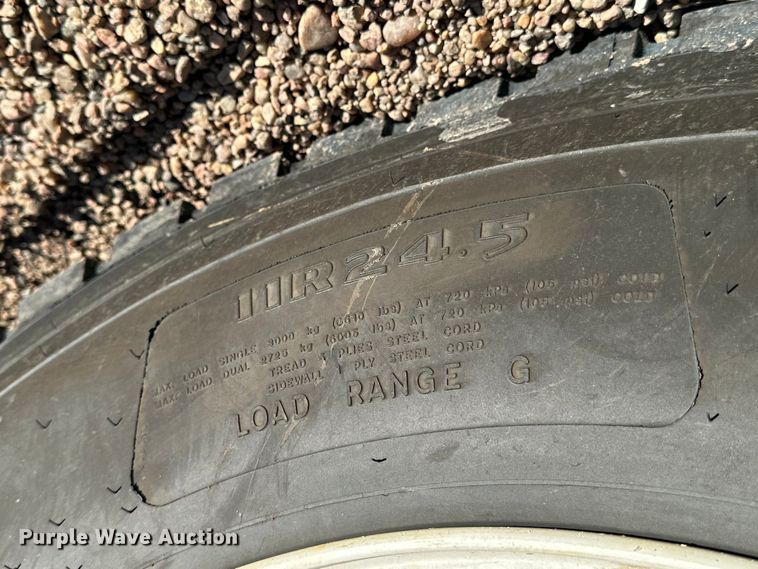 11R24.5
MAX. LOAD SINGLE 3000 kg (6610 lbs) AT 720 kPa (105 psi) COLD
MAX. LOAD DUAL 2725 kg (6005 lbs) AT 720 kPa (105 psi) COLD
TREAD PLIES STEEL CORD
SIDEWALL 1 PLY STEEL CORD
LOAD RANGE G
Purple Wave Auction